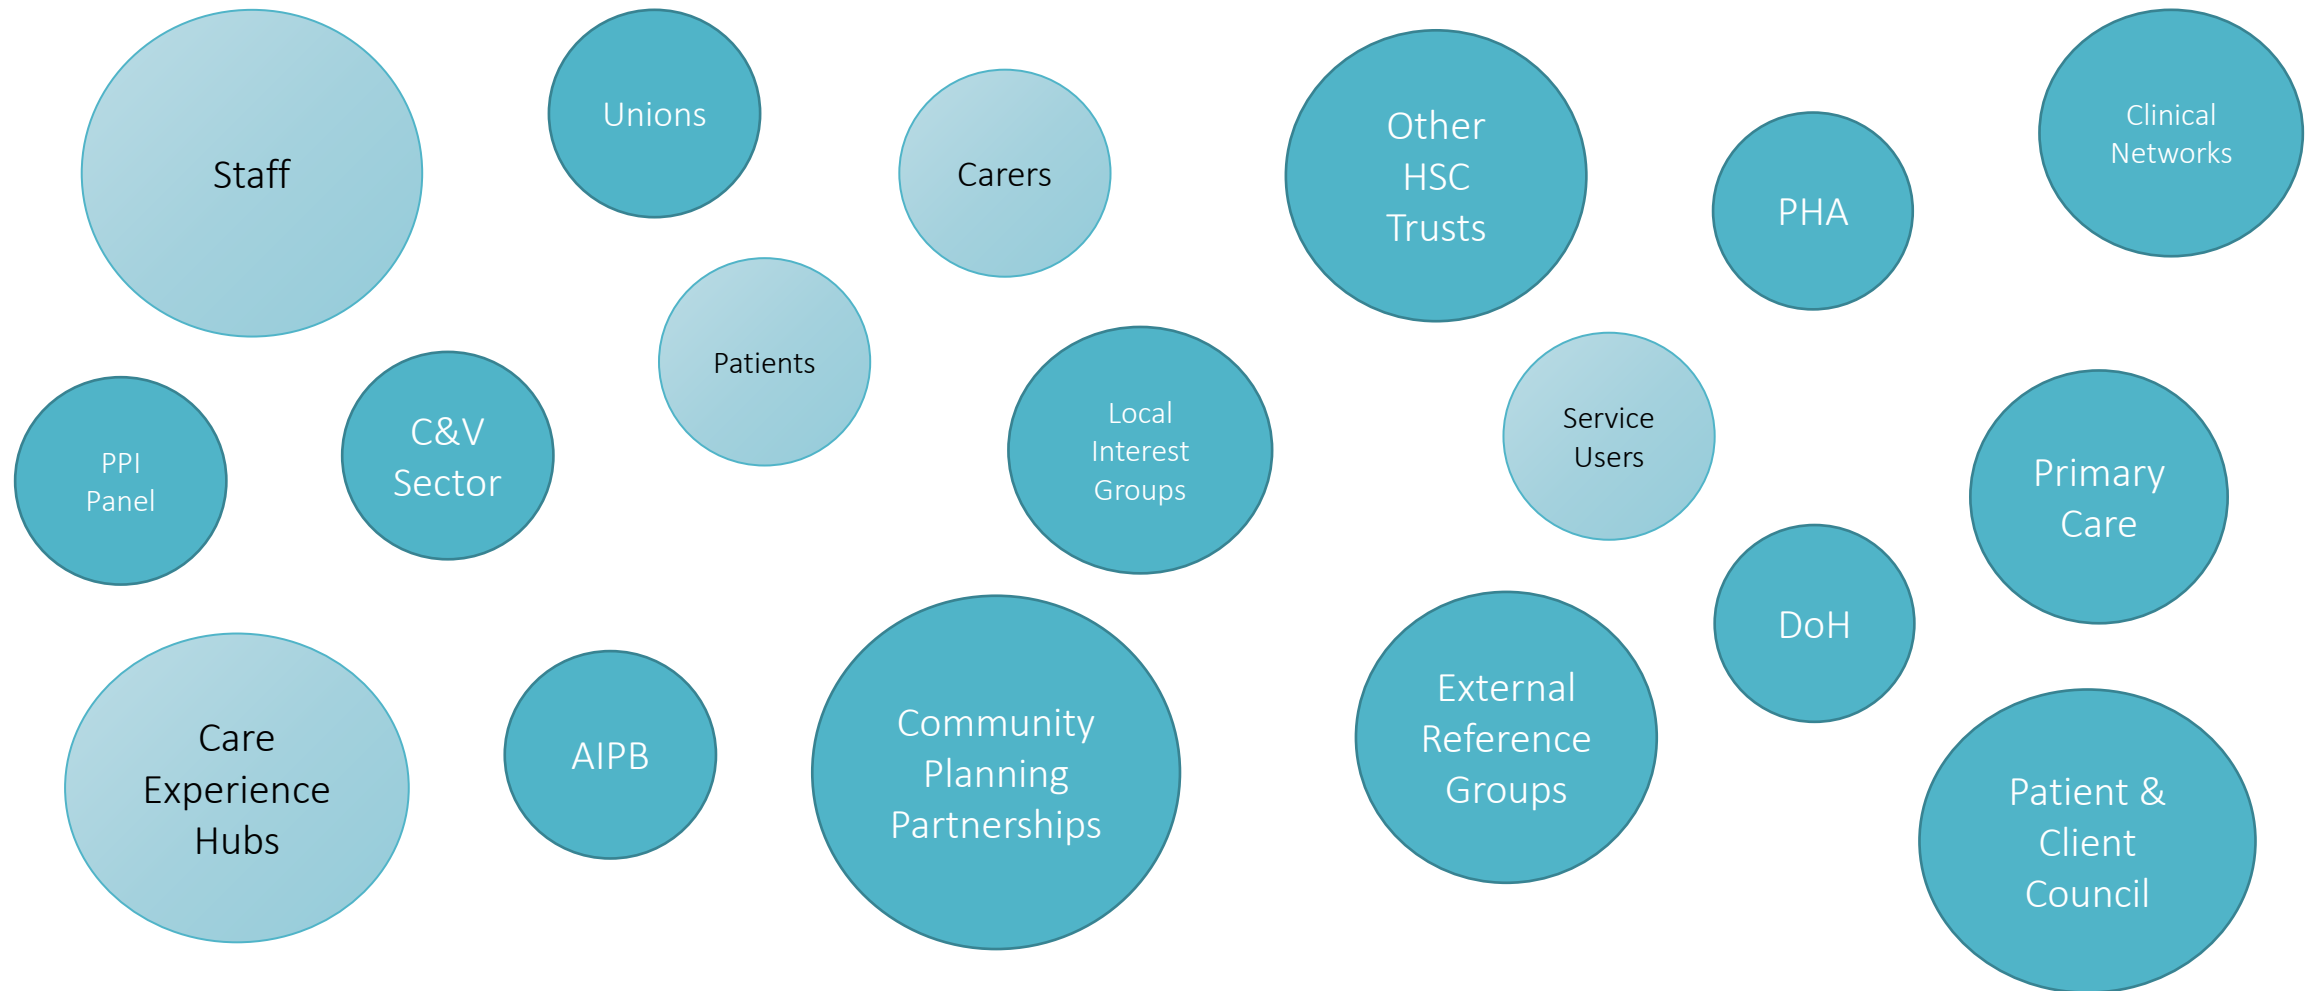 Staff
Unions
Carers
Other
HSC
Trusts
PHA
Clinical
Networks
Patients
PPI
Panel
C&V
Sector
Local
Interest
Groups
Service
Users
Primary
Care
Care
Experience
Hubs
AIPB
Community
Planning
Partnerships
External
Reference
Groups
DoH
Patient &
Client
Council